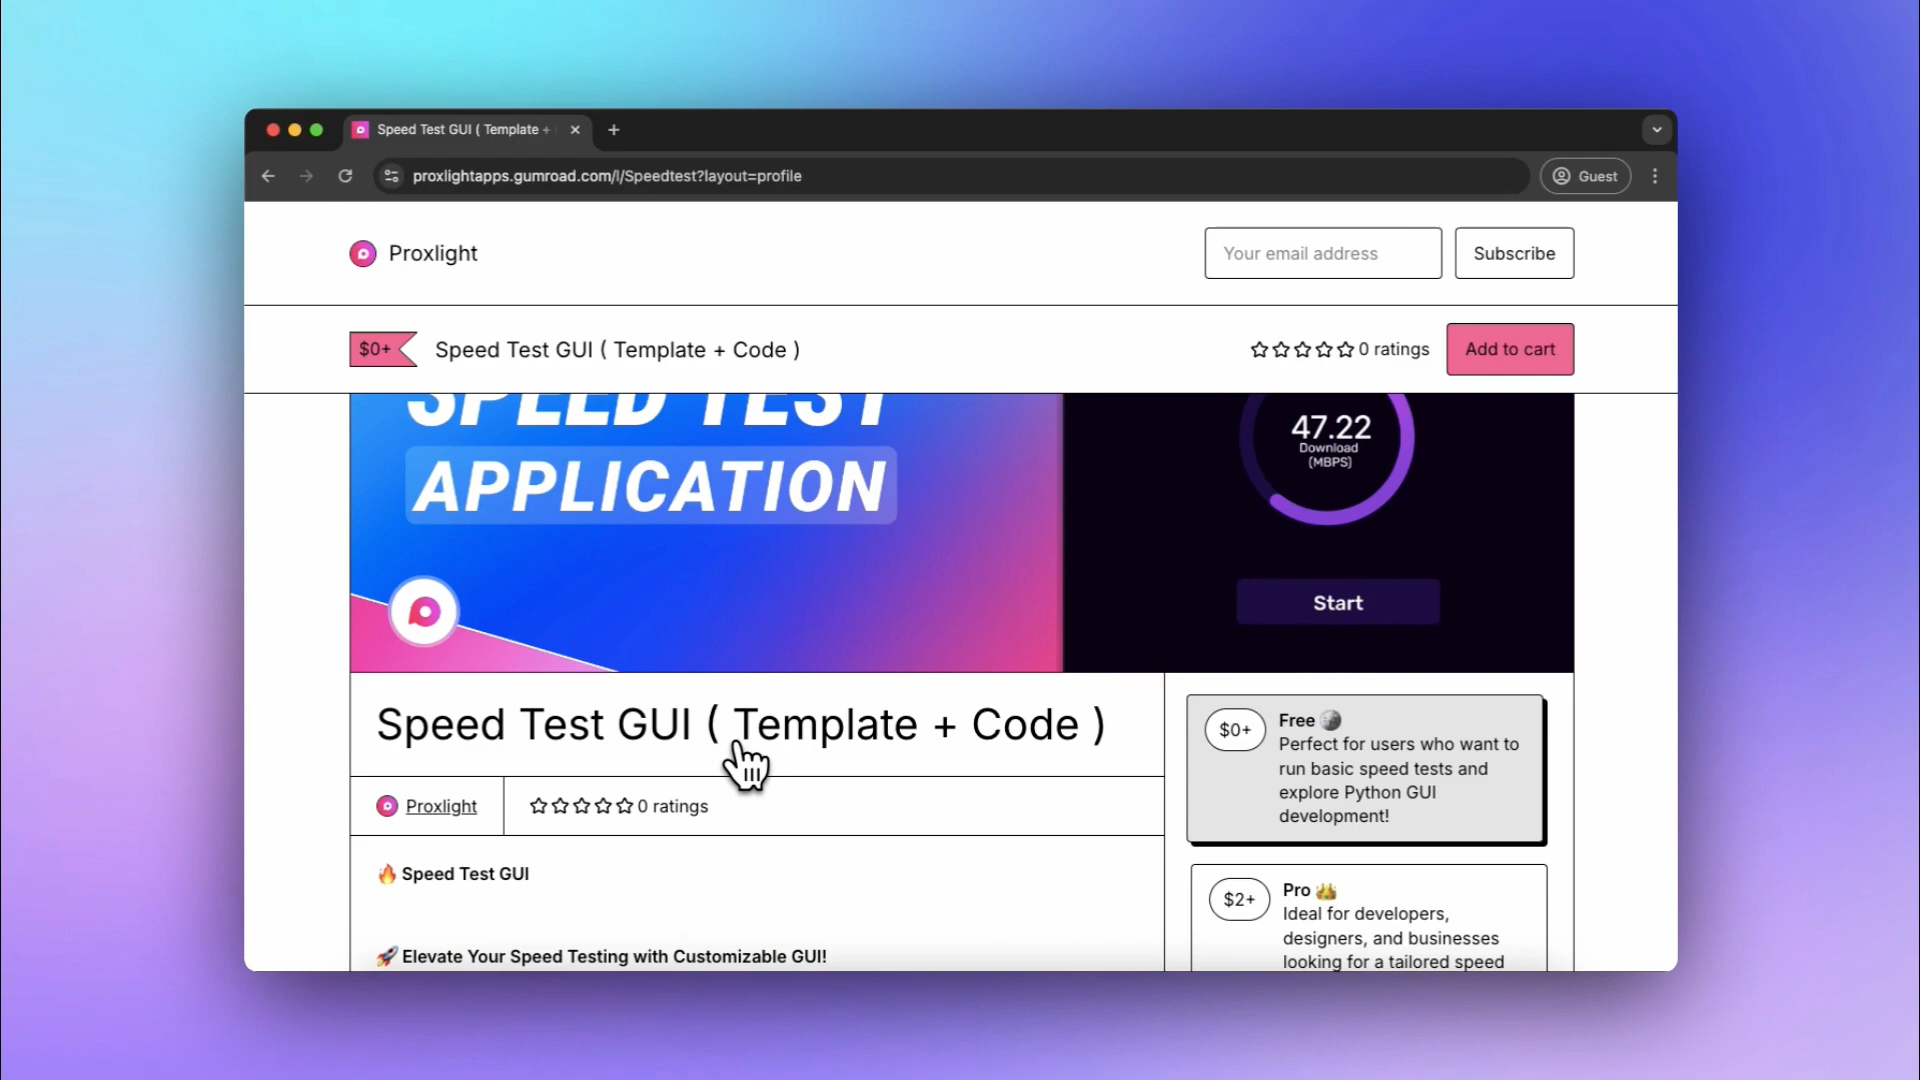 Speed Test GUI ( Template +
proxlightapps.gumroad.com/l/Speedtest?layout=profile
Guest
Proxlight
Your email address
Subscribe
$0+
Speed Test GUI ( Template + Code )
0 ratings
Add to cart
SPEED TEST
APPLICATION
47.22
Download
(MBPS)
Start
Speed Test GUI ( Template + Code )
Proxlight
0 ratings
🔥 Speed Test GUI
🚀 Elevate Your Speed Testing with Customizable GUI!
$0+
Free
Perfect for users who want to
run basic speed tests and
explore Python GUI
development!
$2+
Pro 👑
Ideal for developers,
designers, and businesses
looking for a tailored speed